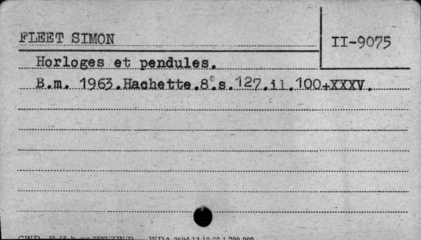 FLEET SIMON
II-9075
Horloges et pendules.
B.m. 1963.Hachette.8°s.127.il.100+XXXV.